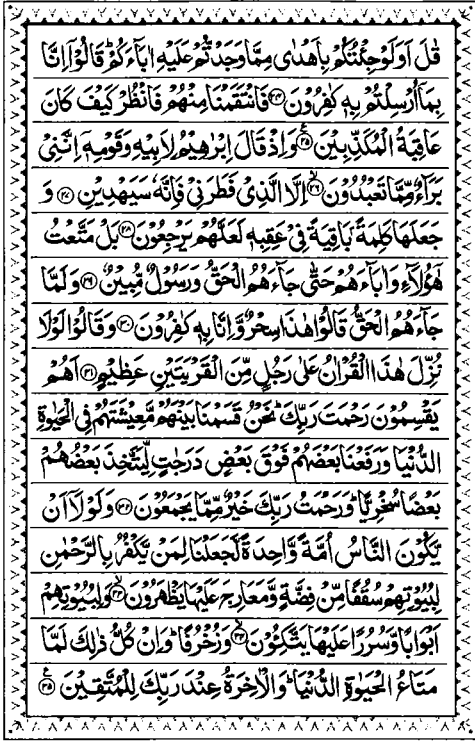 قٰلَ اَوَلَوْ جِئْتُكُمْ بِاَهْدٰى مِمَّا وَجَدْتُّمْ عَلَيْهِ اٰبَآءَكُمْ ؕ قَالُوْۤا اِنَّا
بِمَاۤ اُرْسِلْتُمْ بِهٖ كٰفِرُوْنَ ﴿۲۴﴾ فَانْتَقَمْنَا مِنْهُمْ فَانْظُرْ كَيْفَ كَانَ
عَاقِبَةُ الْمُكَذِّبِيْنَ ﴿۲۵﴾ وَاِذْ قَالَ اِبْرٰهِيْمُ لِاَبِيْهِ وَقَوْمِهٖۤ اِنَّنِىْ
بَرَآءٌ مِّمَّا تَعْبُدُوْنَ ﴿۲۶﴾ اِلَّا الَّذِىْ فَطَرَنِىْ فَاِنَّهٗ سَيَهْدِيْنِ ﴿۲۷﴾ وَ
جَعَلَهَا كَلِمَةًۢ بَاقِيَةً فِىْ عَقِبِهٖ لَعَلَّهُمْ يَرْجِعُوْنَ ﴿۲۸﴾ بَلْ مَتَّعْتُ
هٰۤؤُلَآءِ وَاٰبَآءَهُمْ حَتّٰى جَآءَهُمُ الْحَقُّ وَرَسُوْلٌ مُّبِيْنٌ ﴿۲۹﴾ وَلَمَّا
جَآءَهُمُ الْحَقُّ قَالُوْا هٰذَا سِحْرٌ وَّاِنَّا بِهٖ كٰفِرُوْنَ ﴿۳۰﴾ وَقَالُوْا لَوْلَا
نُزِّلَ هٰذَا الْقُرْاٰنُ عَلٰى رَجُلٍ مِّنَ الْقَرْيَتَيْنِ عَظِيْمٍ ﴿۳۱﴾ اَهُمْ
يَقْسِمُوْنَ رَحْمَتَ رَبِّكَ ؕ نَحْنُ قَسَمْنَا بَيْنَهُمْ مَّعِيْشَتَهُمْ فِى الْحَيٰوةِ
الدُّنْيَا وَرَفَعْنَا بَعْضَهُمْ فَوْقَ بَعْضٍ دَرَجٰتٍ لِّيَتَّخِذَ بَعْضُهُمْ
بَعْضًا سُخْرِيًّا ؕ وَرَحْمَتُ رَبِّكَ خَيْرٌ مِّمَّا يَجْمَعُوْنَ ﴿۳۲﴾ وَلَوْلَاۤ اَنْ
يَّكُوْنَ النَّاسُ اُمَّةً وَّاحِدَةً لَّجَعَلْنَا لِمَنْ يَّكْفُرُ بِالرَّحْمٰنِ
لِبُيُوْتِهِمْ سُقُفًا مِّنْ فِضَّةٍ وَّمَعَارِجَ عَلَيْهَا يَظْهَرُوْنَ ﴿۳۳﴾ وَلِبُيُوْتِهِمْ
اَبْوَابًا وَّسُرُرًا عَلَيْهَا يَتَّكِـُٔوْنَ ﴿۳۴﴾ وَزُخْرُفًا ؕ وَاِنْ كُلُّ ذٰلِكَ لَمَّا
مَتَاعُ الْحَيٰوةِ الدُّنْيَا ؕ وَالْاٰخِرَةُ عِنْدَ رَبِّكَ لِلْمُتَّقِيْنَ ﴿۳۵﴾